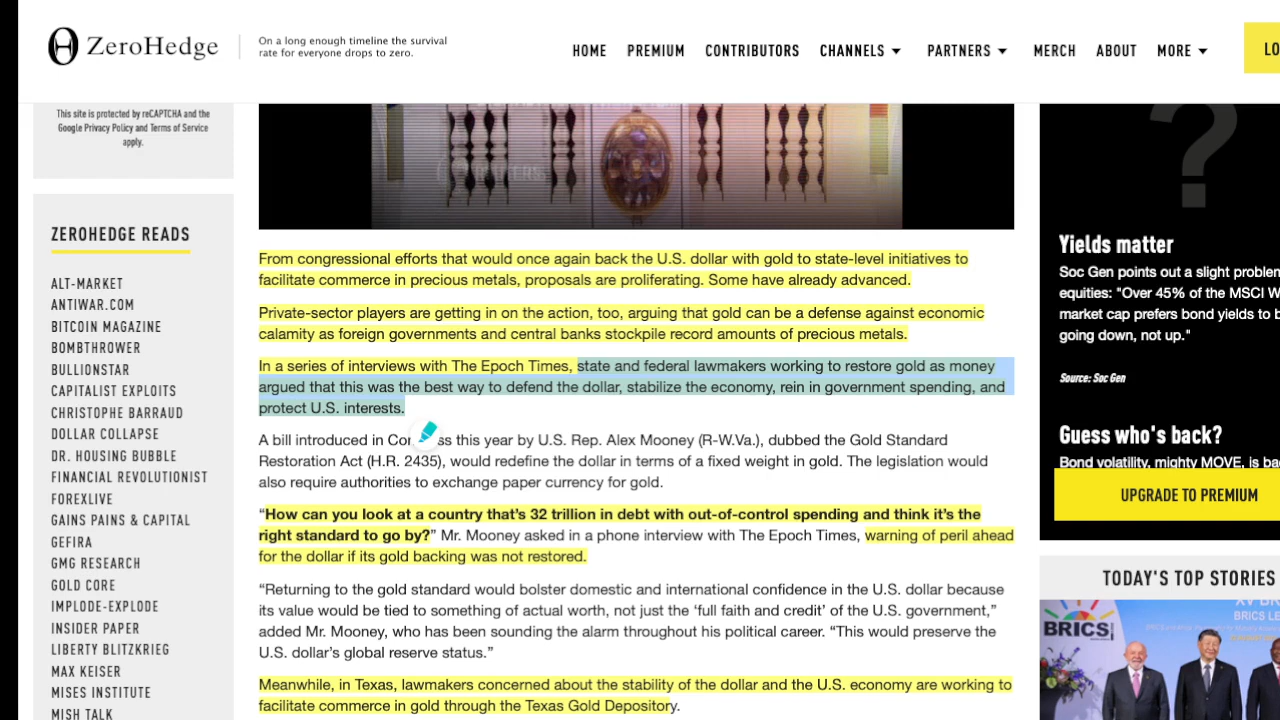 ZeroHedge
On a long enough timeline the survival
rate for everyone drops to zero.
HOME PREMIUM CONTRIBUTORS CHANNELS PARTNERS MERCH ABOUT MORE
LO
This site is protected by reCAPTCHA and the
Google Privacy Policy and Terms of Service
apply.
ZEROHEDGE READS
ALT-MARKET
ANTIWAR.COM
BITCOIN MAGAZINE
BOMBTHROWER
BULLIONSTAR
CAPITALIST EXPLOITS
CHRISTOPHE BARRAUD
DOLLAR COLLAPSE
DR. HOUSING BUBBLE
FINANCIAL REVOLUTIONIST
FOREXLIVE
GAINS PAINS & CAPITAL
GEFIRA
GMG RESEARCH
GOLD CORE
IMPLODE-EXPLODE
INSIDER PAPER
LIBERTY BLITZKRIEG
MAX KEISER
MISES INSTITUTE
MISH TALK
From congressional efforts that would once again back the U.S. dollar with gold to state-level initiatives to
facilitate commerce in precious metals, proposals are proliferating. Some have already advanced.
Private-sector players are getting in on the action, too, arguing that gold can be a defense against economic
calamity as foreign governments and central banks stockpile record amounts of precious metals.
In a series of interviews with The Epoch Times, state and federal lawmakers working to restore gold as money
argued that this was the best way to defend the dollar, stabilize the economy, rein in government spending, and
protect U.S. interests.
A bill introduced in Con ss this year by U.S. Rep. Alex Mooney (R-W.Va.), dubbed the Gold Standard
Restoration Act (H.R. 2435), would redefine the dollar in terms of a fixed weight in gold. The legislation would
also require authorities to exchange paper currency for gold.
“How can you look at a country that’s 32 trillion in debt with out-of-control spending and think it’s the
right standard to go by?” Mr. Mooney asked in a phone interview with The Epoch Times, warning of peril ahead
for the dollar if its gold backing was not restored.
“Returning to the gold standard would bolster domestic and international confidence in the U.S. dollar because
its value would be tied to something of actual worth, not just the ‘full faith and credit’ of the U.S. government,”
added Mr. Mooney, who has been sounding the alarm throughout his political career. “This would preserve the
U.S. dollar’s global reserve status.”
Meanwhile, in Texas, lawmakers concerned about the stability of the dollar and the U.S. economy are working to
facilitate commerce in gold through the Texas Gold Depository.
?
Yields matter
Soc Gen points out a slight problem
equities: "Over 45% of the MSCI W
market cap prefers bond yields to b
going down, not up."
Source: Soc Gen
Guess who's back?
Bond volatility, mighty MOVE, is ba
UPGRADE TO PREMIUM
TODAY'S TOP STORIES
BRICS
XV BRI
BRICS LE